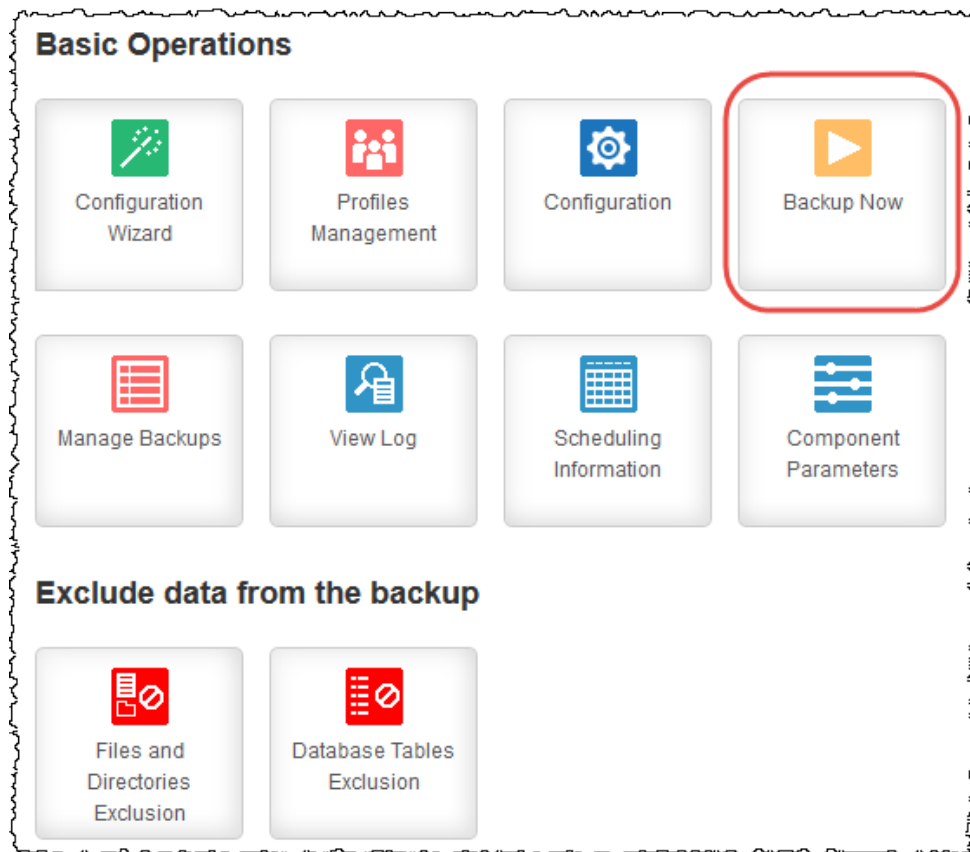 Basic Operations
Configuration
Wizard
Profiles
Management
Configuration
Backup Now
Manage Backups
View Log
Scheduling
Information
Component
Parameters
Exclude data from the backup
Files and
Directories
Exclusion
Database Tables
Exclusion